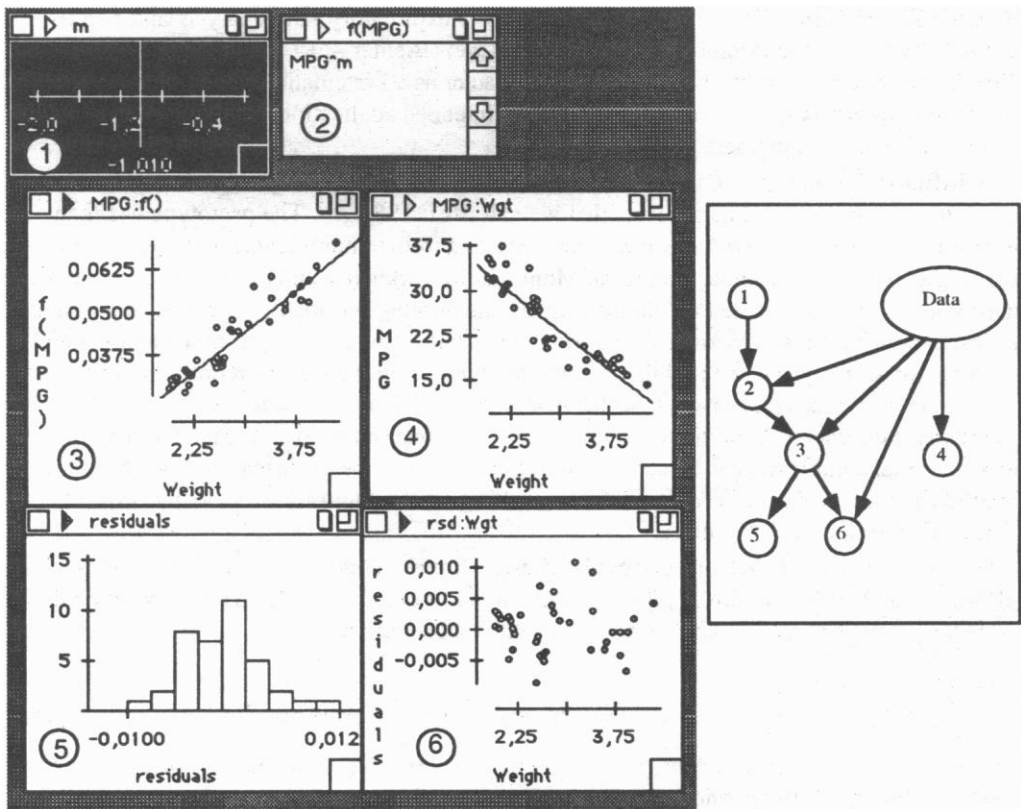 m
-2,0 -1,2 -0,4
-1,010
1
f(MPG)
MPG^m
2
MPG:f()
f(MPG)
0,0625
0,0500
0,0375
2,25 3,75
Weight
3
MPG:Wgt
MPG
37,5
30,0
22,5
15,0
2,25 3,75
Weight
4
residuals
15
10
5
-0,0100 0,012
residuals
5
rsd:Wgt
residuals
0,010
0,005
0,000
-0,005
2,25 3,75
Weight
6
Data
1
2
3
4
5
6